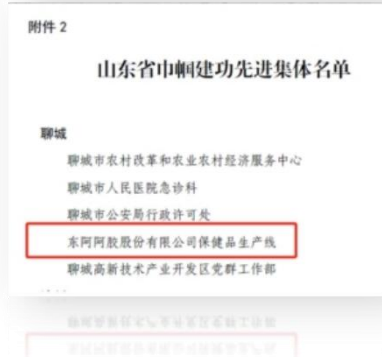 附件 2
山东省巾帼建功先进集体名单
聊城
聊城市农村改革和农业农村经济服务中心
聊城市人民医院急诊科
聊城市公安局行政许可处
东阿阿胶股份有限公司保健品生产线
聊城高新技术产业开发区党群工作部